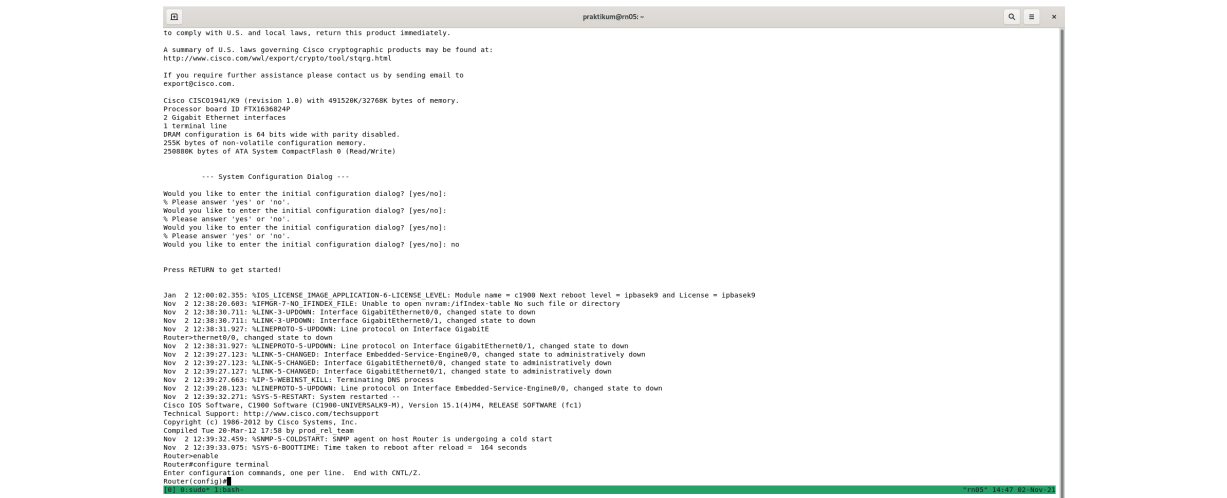 praktikum@rn05: ~
to comply with U.S. and local laws, return this product immediately.
A summary of U.S. laws governing Cisco cryptographic products may be found at:
http://www.cisco.com/wwl/export/crypto/tool/stqrg.html
If you require further assistance please contact us by sending email to
export@cisco.com.
Cisco CISCO1941/K9 (revision 1.0) with 491520K/32768K bytes of memory.
Processor board ID FTX1636824P
2 Gigabit Ethernet interfaces
1 terminal line
DRAM configuration is 64 bits wide with parity disabled.
255K bytes of non-volatile configuration memory.
250880K bytes of ATA System CompactFlash 0 (Read/Write)
--- System Configuration Dialog ---
Would you like to enter the initial configuration dialog? [yes/no]:
% Please answer 'yes' or 'no'.
Would you like to enter the initial configuration dialog? [yes/no]:
% Please answer 'yes' or 'no'.
Would you like to enter the initial configuration dialog? [yes/no]:
% Please answer 'yes' or 'no'.
Would you like to enter the initial configuration dialog? [yes/no]: no
Press RETURN to get started!
Jan  2 12:00:02.355: %IOS_LICENSE_IMAGE_APPLICATION-6-LICENSE_LEVEL: Module name = c1900 Next reboot level = ipbasek9 and License = ipbasek9
Nov  2 12:38:20.603: %IFMGR-7-NO_IFINDEX_FILE: Unable to open nvram:/ifIndex-table No such file or directory
Nov  2 12:38:30.711: %LINK-3-UPDOWN: Interface GigabitEthernet0/0, changed state to down
Nov  2 12:38:30.711: %LINK-3-UPDOWN: Interface GigabitEthernet0/1, changed state to down
Nov  2 12:38:31.927: %LINEPROTO-5-UPDOWN: Line protocol on Interface GigabitE
Router>thernet0/0, changed state to down
Nov  2 12:38:31.927: %LINEPROTO-5-UPDOWN: Line protocol on Interface GigabitEthernet0/1, changed state to down
Nov  2 12:39:27.123: %LINK-5-CHANGED: Interface Embedded-Service-Engine0/0, changed state to administratively down
Nov  2 12:39:27.123: %LINK-5-CHANGED: Interface GigabitEthernet0/0, changed state to administratively down
Nov  2 12:39:27.127: %LINK-5-CHANGED: Interface GigabitEthernet0/1, changed state to administratively down
Nov  2 12:39:27.663: %IP-5-WEBINST_KILL: Terminating DNS process
Nov  2 12:39:28.123: %LINEPROTO-5-UPDOWN: Line protocol on Interface Embedded-Service-Engine0/0, changed state to down
Nov  2 12:39:32.271: %SYS-5-RESTART: System restarted --
Cisco IOS Software, C1900 Software (C1900-UNIVERSALK9-M), Version 15.1(4)M4, RELEASE SOFTWARE (fc1)
Technical Support: http://www.cisco.com/techsupport
Copyright (c) 1986-2012 by Cisco Systems, Inc.
Compiled Tue 20-Mar-12 17:58 by prod_rel_team
Nov  2 12:39:32.459: %SNMP-5-COLDSTART: SNMP agent on host Router is undergoing a cold start
Nov  2 12:39:33.075: %SYS-6-BOOTTIME: Time taken to reboot after reload =  164 seconds
Router>enable
Router#configure terminal
Enter configuration commands, one per line.  End with CNTL/Z.
Router(config)#
[0] 0:sudo* 1:bash- "rn05" 14:47 02-Nov-21